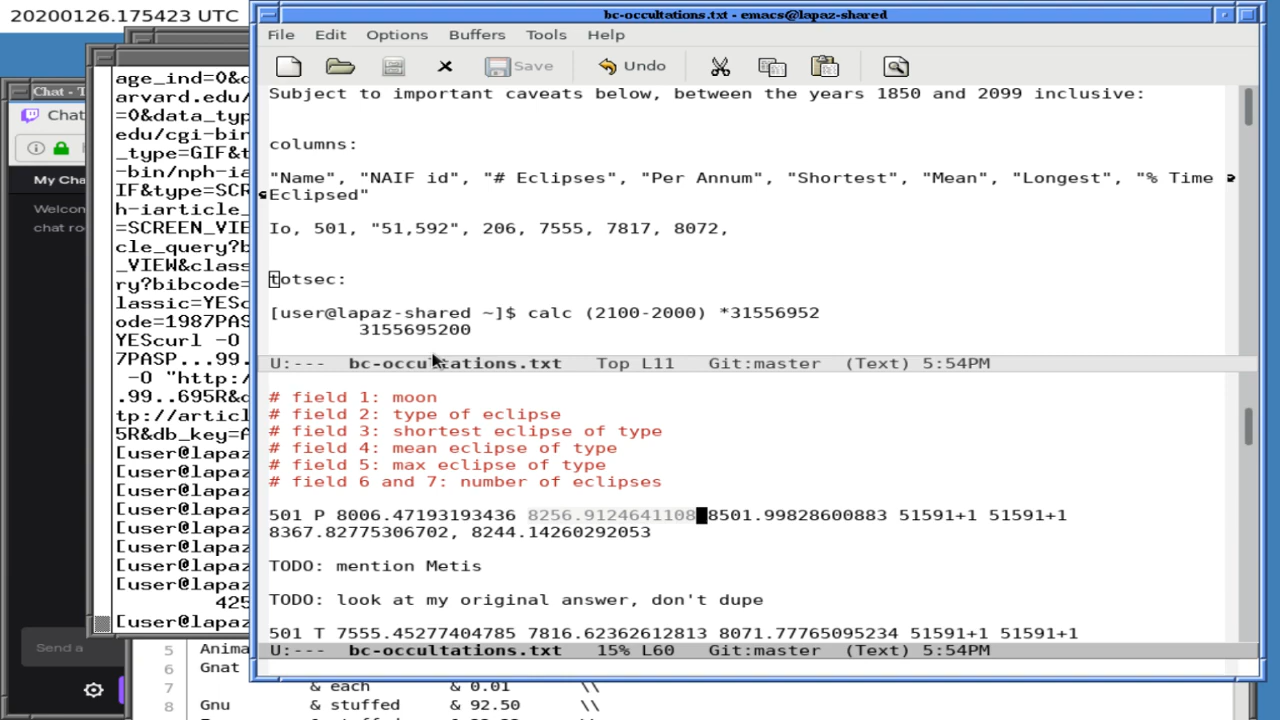 20200126.175423 UTC
bc-occultations.txt - emacs@lapaz-shared
File Edit Options Buffers Tools Help
Save Undo
Subject to important caveats below, between the years 1850 and 2099 inclusive:
columns:
"Name", "NAIF id", "# Eclipses", "Per Annum", "Shortest", "Mean", "Longest", "% Time
Eclipsed"
Io, 501, "51,592", 206, 7555, 7817, 8072,
totsec:
[user@lapaz-shared ~]$ calc (2100-2000) *31556952
3155695200
U:--- bc-occultations.txt Top L11 Git:master (Text) 5:54PM
# field 1: moon
# field 2: type of eclipse
# field 3: shortest eclipse of type
# field 4: mean eclipse of type
# field 5: max eclipse of type
# field 6 and 7: number of eclipses
501 P 8006.47193193436 8256.9124641108 8501.99828600883 51591+1 51591+1
8367.82775306702, 8244.14260292053
TODO: mention Metis
TODO: look at my original answer, don't dupe
501 T 7555.45277404785 7816.62362612813 8071.77765095234 51591+1 51591+1
U:--- bc-occultations.txt 15% L60 Git:master (Text) 5:54PM
age_ind=0&d
arvard.edu/
=0&data_typ
edu/cgi-bin
_type=GIF&t
-bin/nph-ia
IF&type=SCR
h-iarticle_
=SCREEN_VIE
cle_query?b
_VIEW&class
ry?bibcode=
lassic=YES
ode=1987PAS
YEScurl -O
7PASP...99.
-O "http:/
.99..695R&d
tp://articl
5R&db_key=A
[user@lapaz
[user@lapaz
[user@lapaz
[user@lapaz
[user@lapaz
[user@lapaz
[user@lapaz
[user@lapaz
425
[user@lapaz
Chat - T
Chat
My Cha
Welcon
chat ro
Send a
5 Anima
6 Gnat
7 & each & 0.01 \\
8 Gnu & stuffed & 92.50 \\